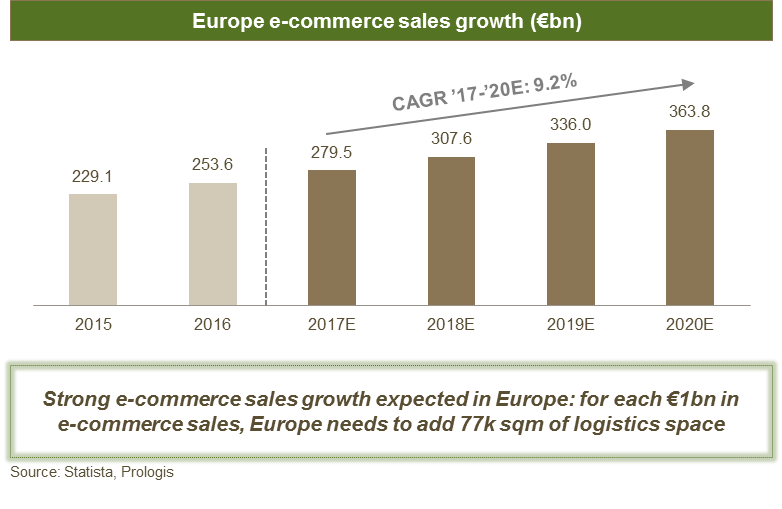 Europe e-commerce sales growth (€bn)
CAGR ’17-’20E: 9.2%
229.1
253.6
279.5
307.6
336.0
363.8
2015
2016
2017E
2018E
2019E
2020E
Strong e-commerce sales growth expected in Europe: for each €1bn in
e-commerce sales, Europe needs to add 77k sqm of logistics space
Source: Statista, Prologis